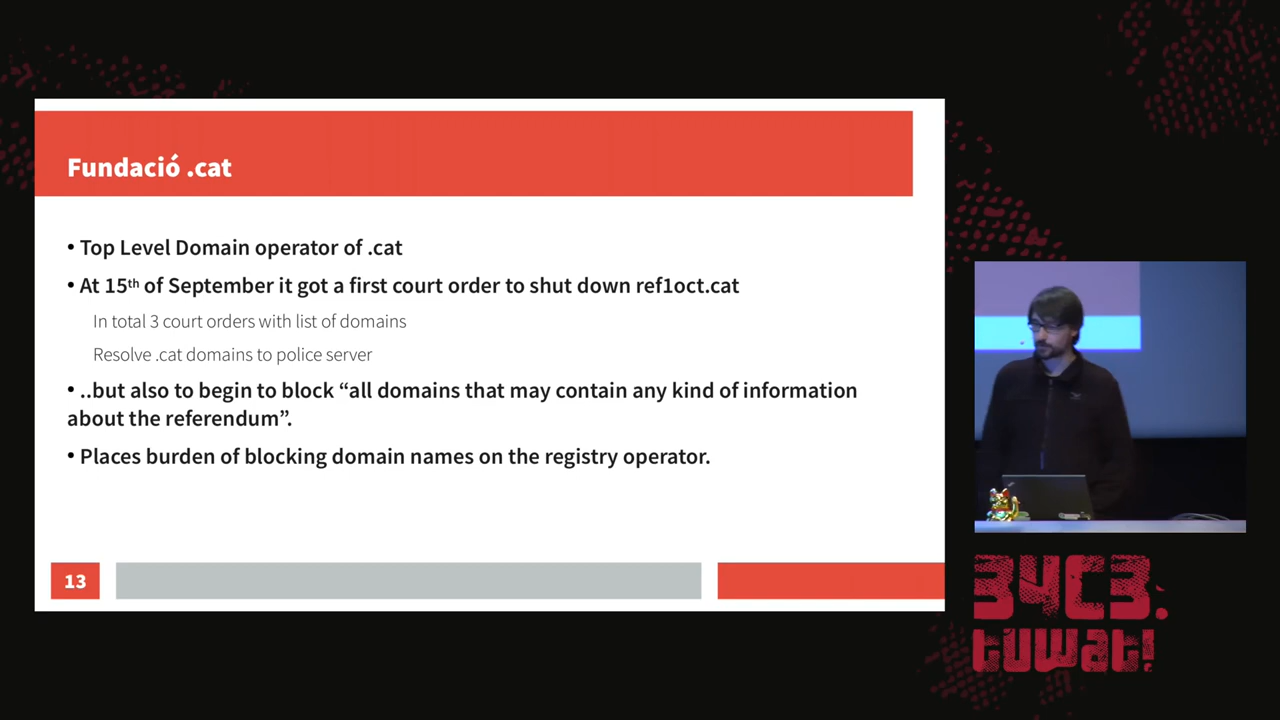 Fundació .cat
• Top Level Domain operator of .cat
• At 15th of September it got a first court order to shut down ref1oct.cat
In total 3 court orders with list of domains
Resolve .cat domains to police server
• ..but also to begin to block “all domains that may contain any kind of information
about the referendum”.
• Places burden of blocking domain names on the registry operator.
13
34C3.
tuwat!